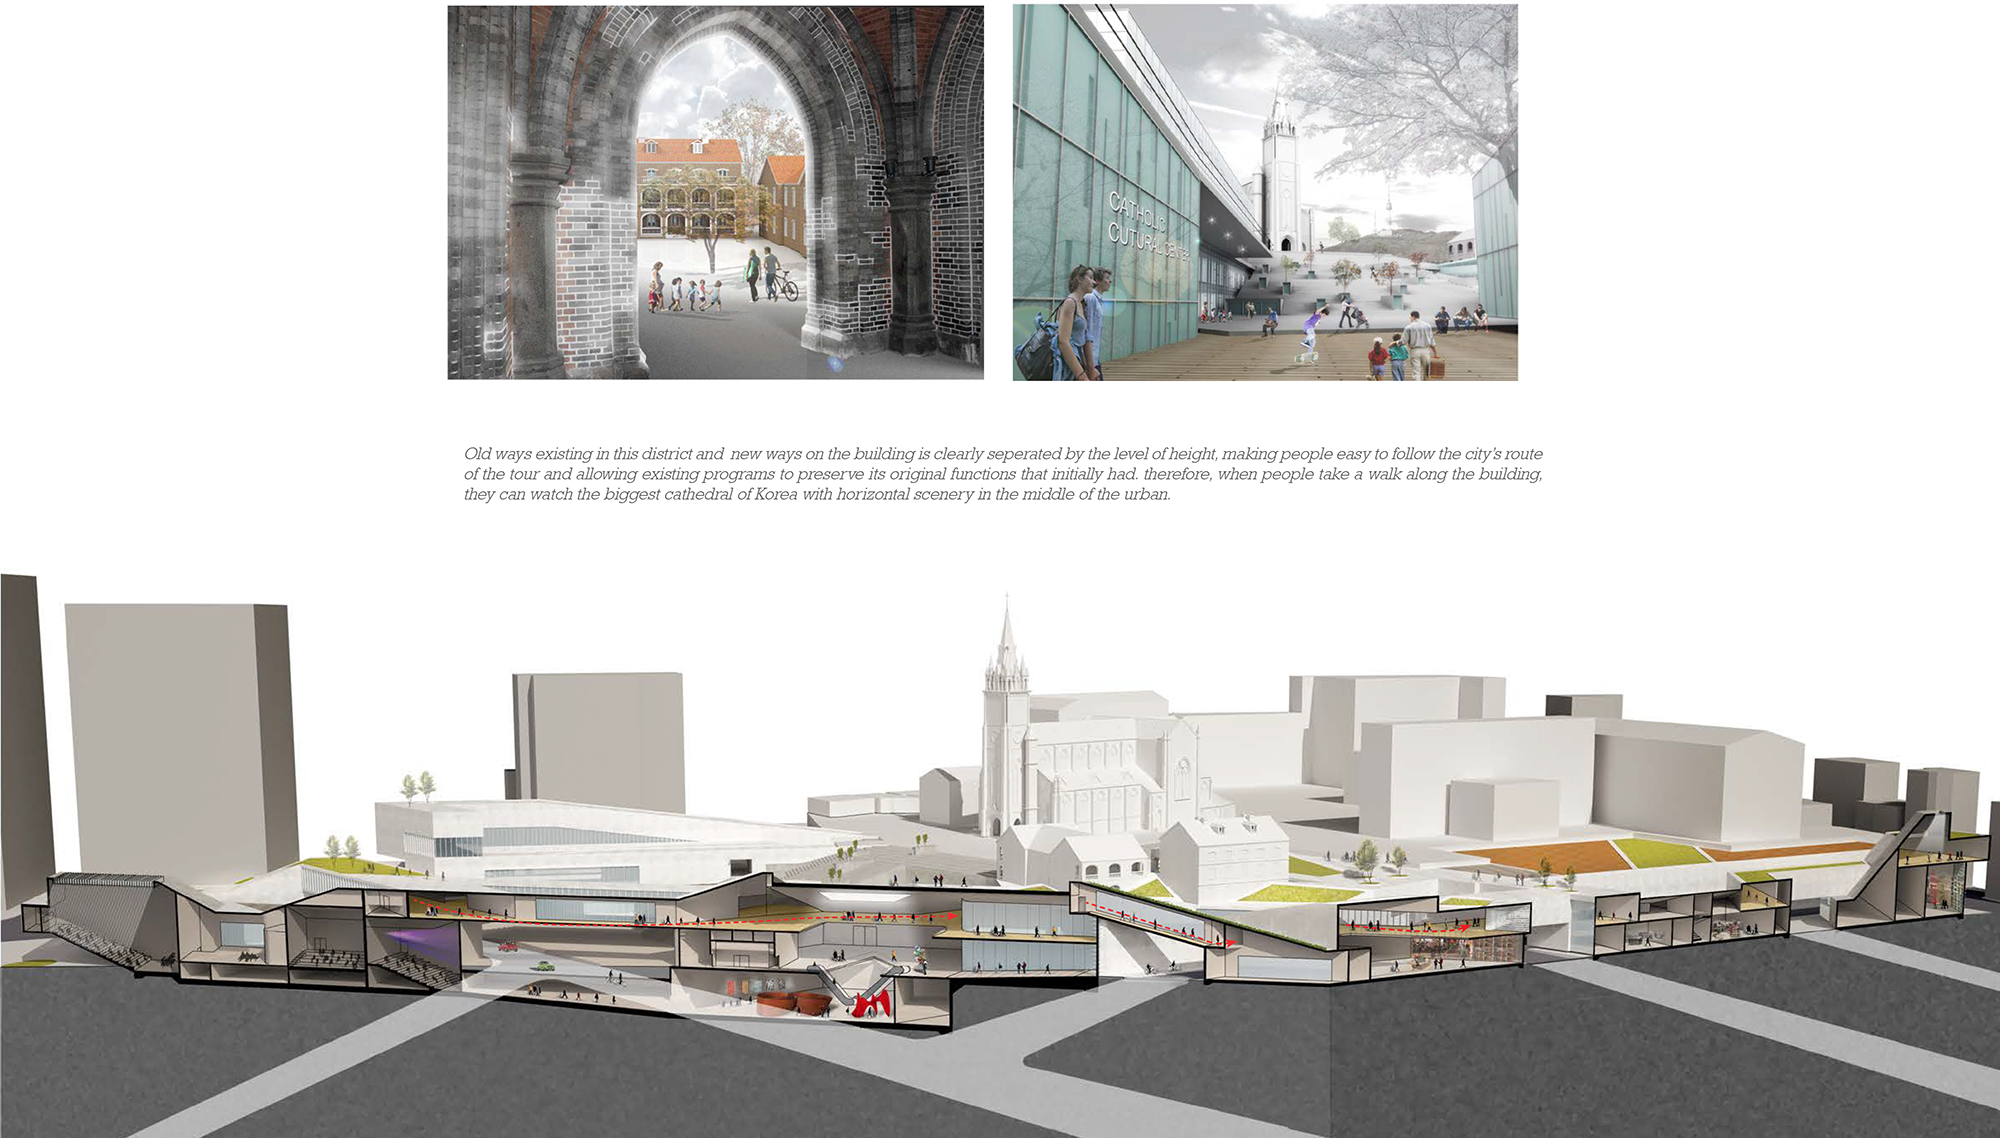 CATHOLIC
CUTURAL CENTER
Old ways existing in this district and new ways on the building is clearly seperated by the level of height, making people easy to follow the city's route
of the tour and allowing existing programs to preserve its original functions that initially had. therefore, when people take a walk along the building,
they can watch the biggest cathedral of Korea with horizontal scenery in the middle of the urban.